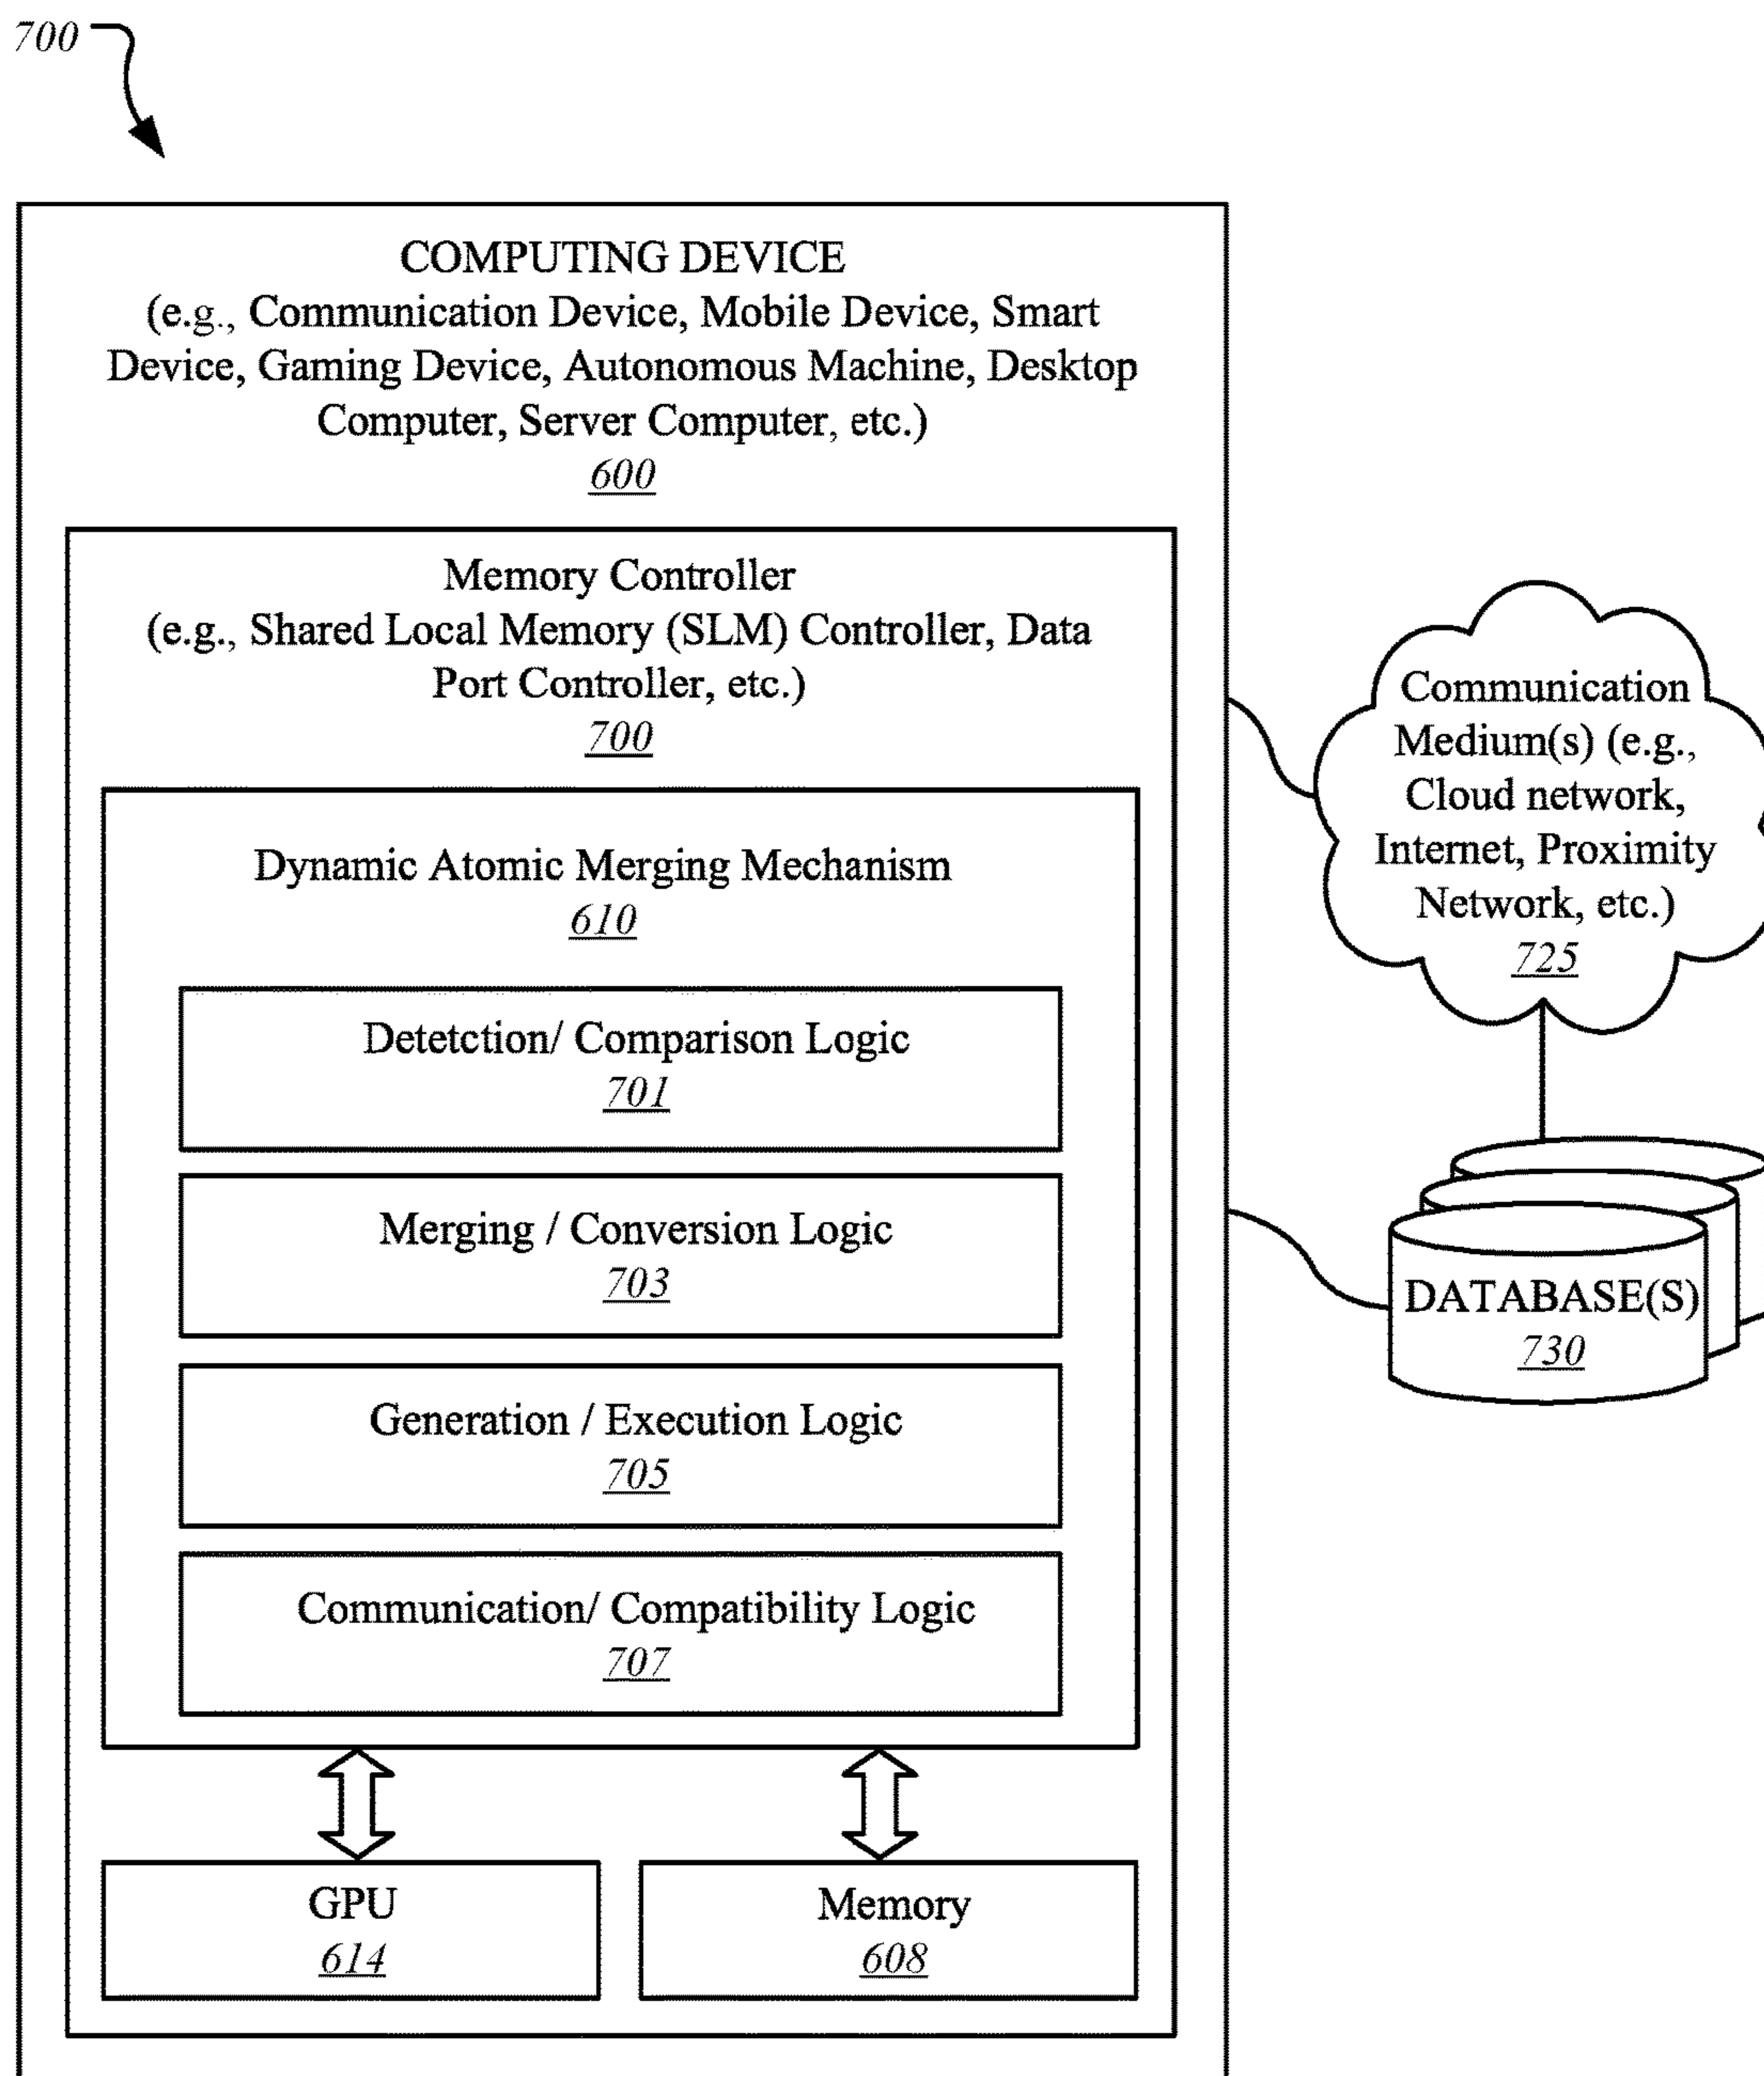 700
COMPUTING DEVICE
(e.g., Communication Device, Mobile Device, Smart
Device, Gaming Device, Autonomous Machine, Desktop
Computer, Server Computer, etc.)
600
Memory Controller
(e.g., Shared Local Memory (SLM) Controller, Data
Port Controller, etc.)
700
Dynamic Atomic Merging Mechanism
610
Detetction/ Comparison Logic
701
Merging / Conversion Logic
703
Generation / Execution Logic
705
Communication/ Compatibility Logic
707
GPU
614
Memory
608
Communication
Medium(s) (e.g.,
Cloud network,
Internet, Proximity
Network, etc.)
725
DATABASE(S)
730